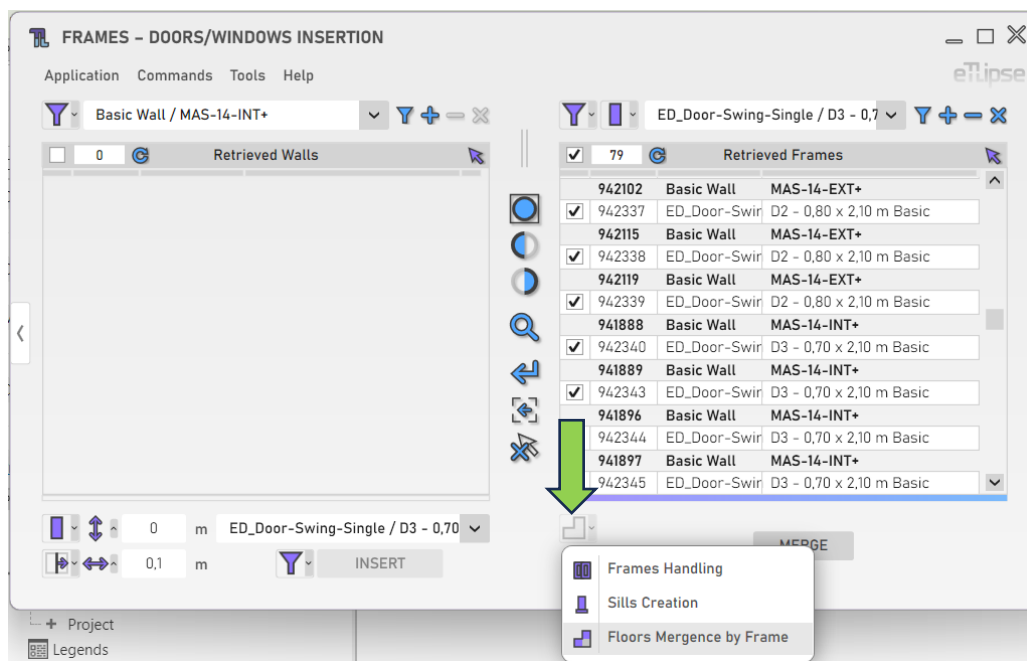 FRAMES – DOORS/WINDOWS INSERTION
Application Commands Tools Help
eTLipse
Basic Wall / MAS-14-INT+
ED_Door-Swing-Single / D3 - 0,7
0 Retrieved Walls
79 Retrieved Frames
942102 Basic Wall MAS-14-EXT+
942337 ED_Door-Swin D2 - 0,80 x 2,10 m Basic
942115 Basic Wall MAS-14-EXT+
942338 ED_Door-Swin D2 - 0,80 x 2,10 m Basic
942119 Basic Wall MAS-14-EXT+
942339 ED_Door-Swin D2 - 0,80 x 2,10 m Basic
941888 Basic Wall MAS-14-INT+
942340 ED_Door-Swin D3 - 0,70 x 2,10 m Basic
941889 Basic Wall MAS-14-INT+
942343 ED_Door-Swin D3 - 0,70 x 2,10 m Basic
941896 Basic Wall MAS-14-INT+
942344 ED_Door-Swin D3 - 0,70 x 2,10 m Basic
941897 Basic Wall MAS-14-INT+
942345 ED_Door-Swin D3 - 0,70 x 2,10 m Basic
0 m ED_Door-Swing-Single / D3 - 0,70
0,1 m INSERT
MERGE
Frames Handling
Sills Creation
Floors Mergence by Frame
Project
Legends